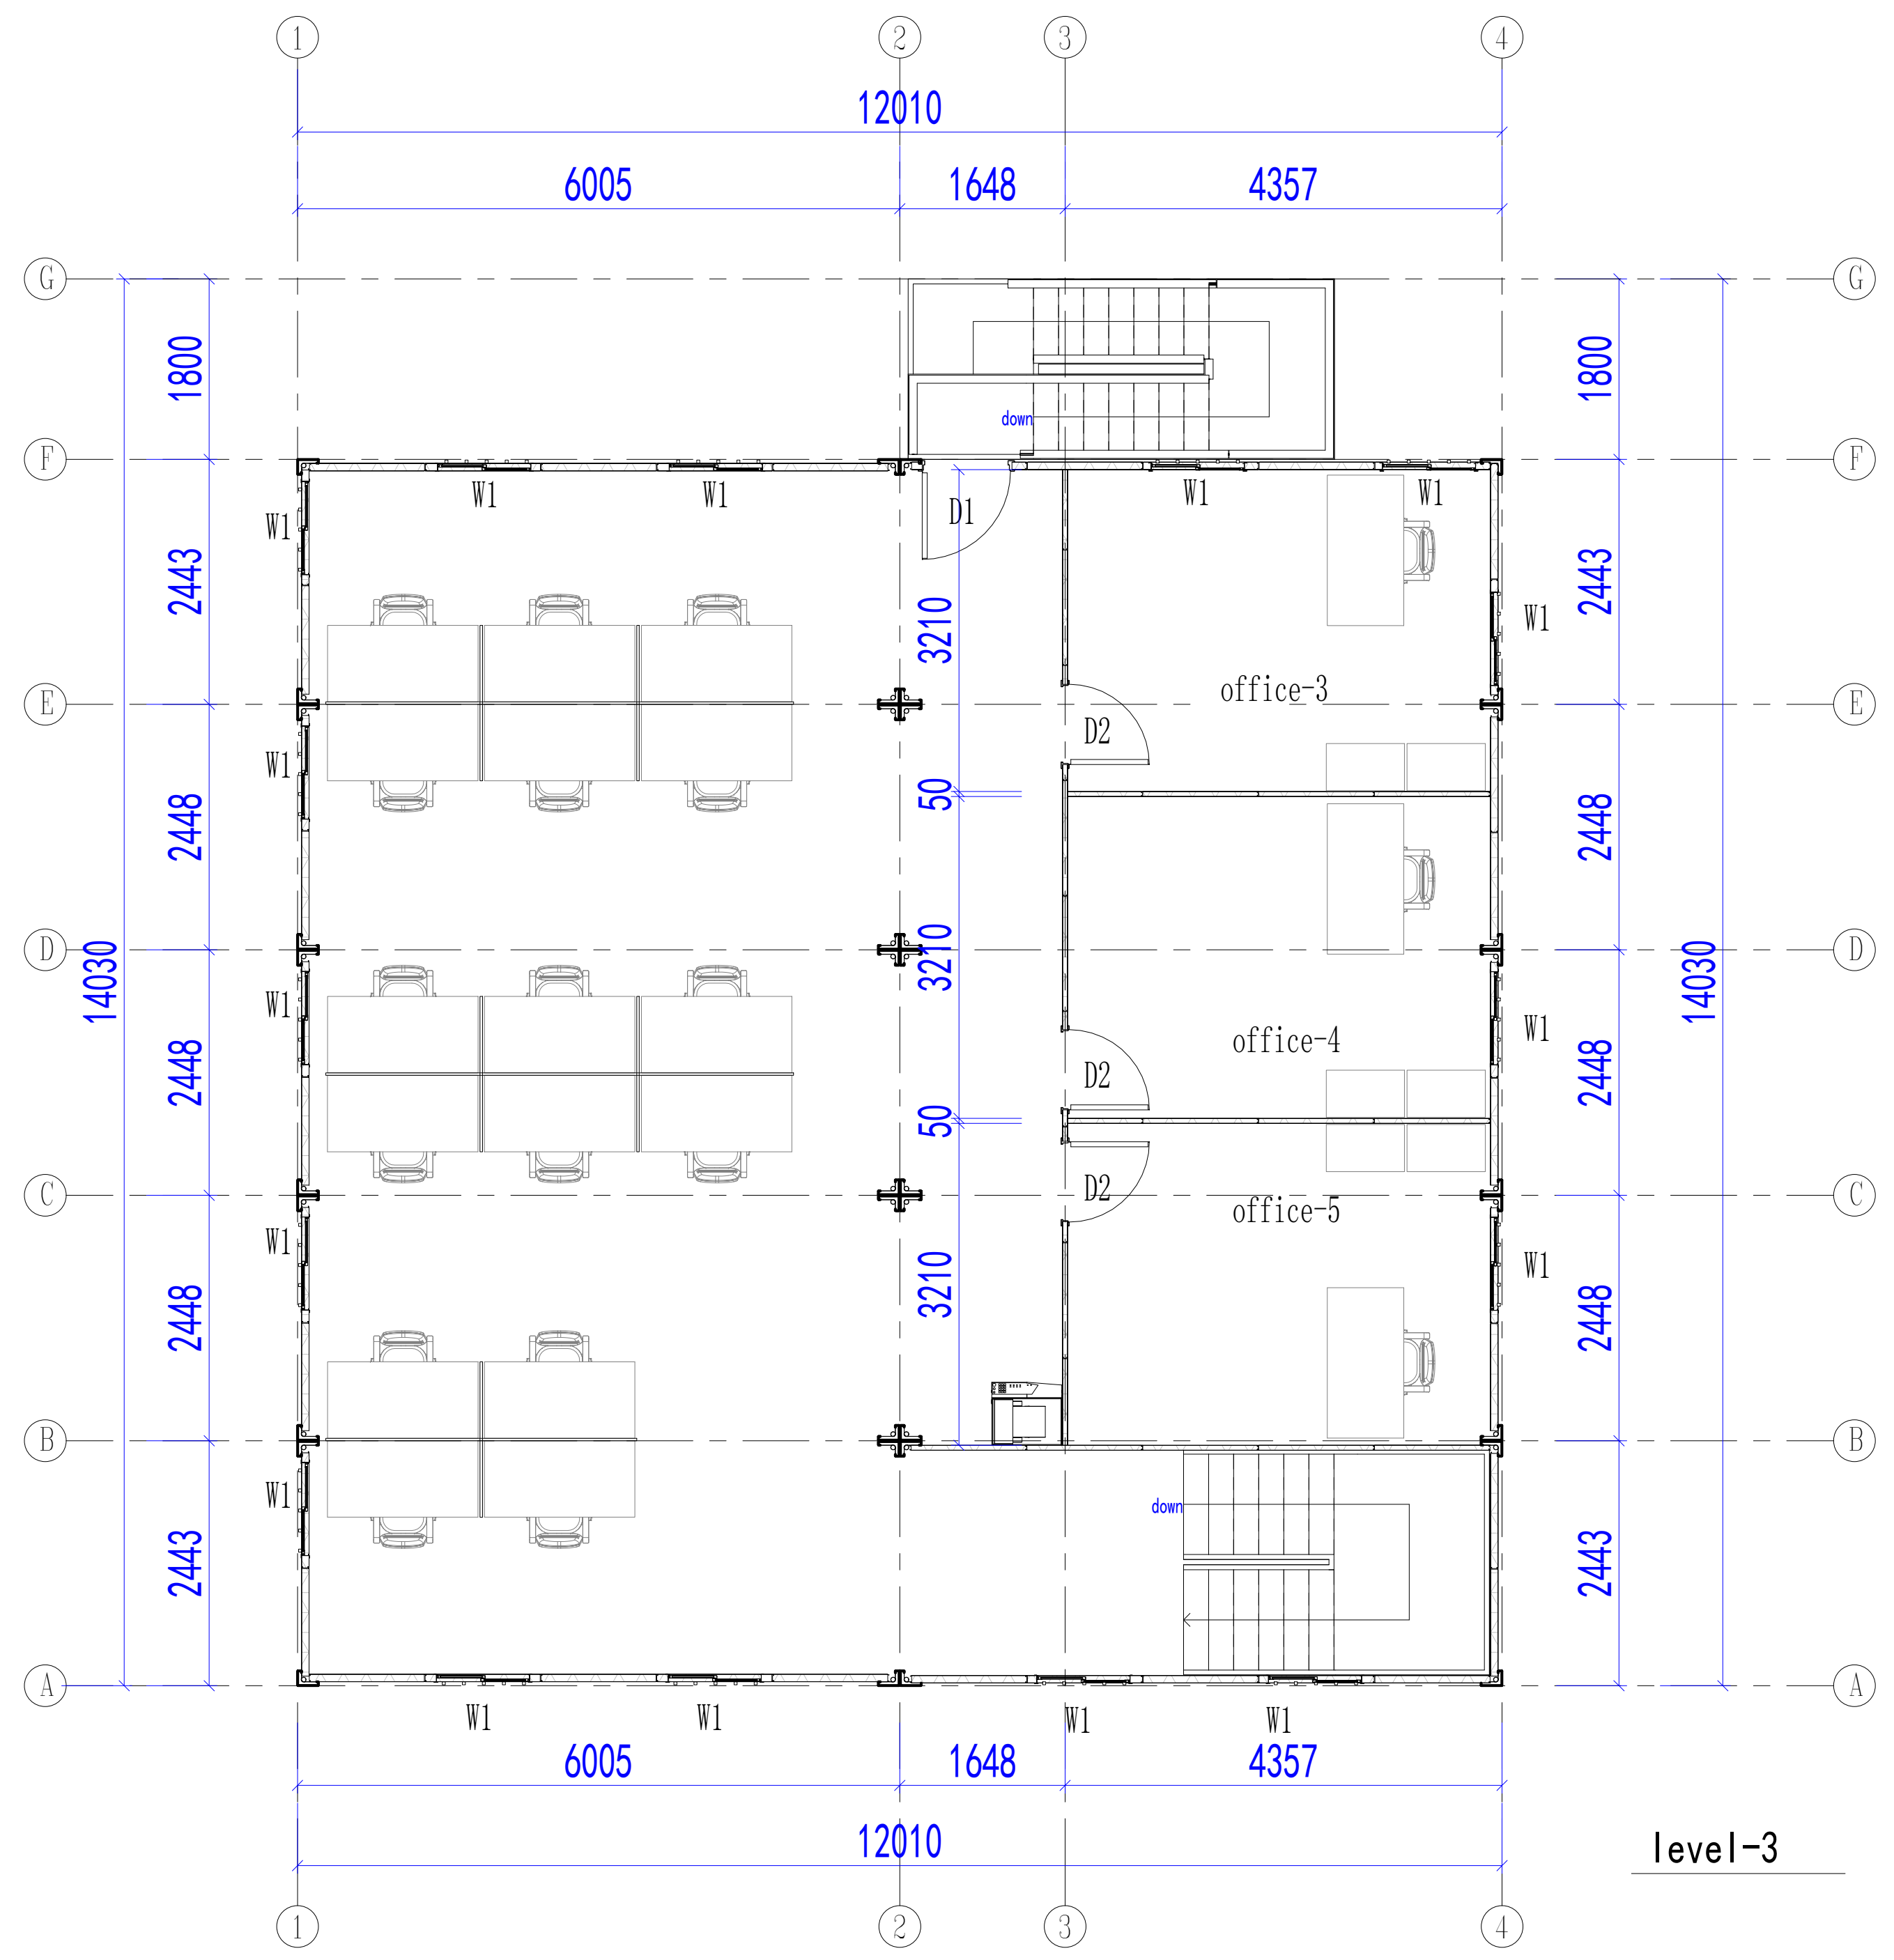 1 2 3 4
12010
6005 1648 4357
G G
1800 1800
down
F F
W1 W1 D1 W1 W1
W1
2443 3210 2443
W1
office-3
E E
D2
W1
2448 50 2448
D D
14030 3210 14030
W1 W1
office-4
2448 D2 2448
50
D2
C C
office-5
W1 W1
2448 3210 2448
B B
W1 down
2443 2443
A A
W1 W1 W1 W1
6005 1648 4357
12010
level-3
1 2 3 4